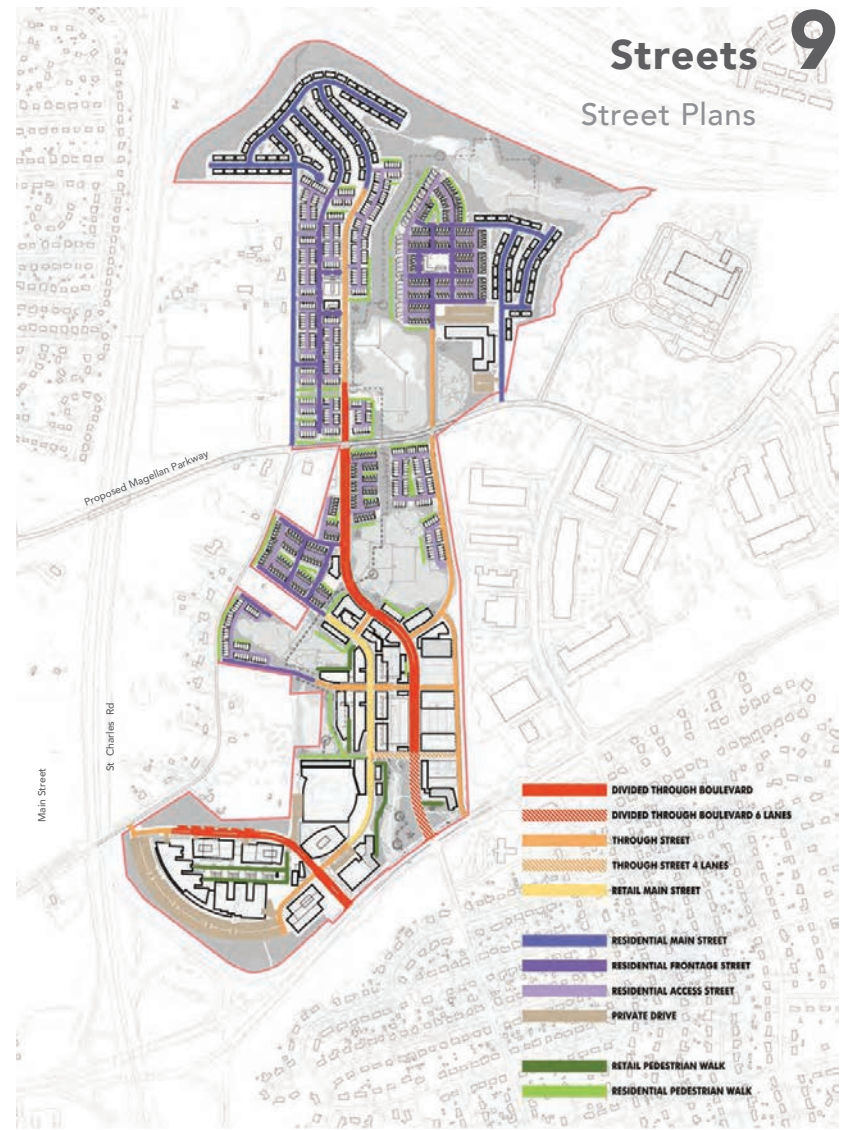 Streets 9
Street Plans
Proposed Magellan Parkway
St Charles Rd
Main Street
DIVIDED THROUGH BOULEVARD
DIVIDED THROUGH BOULEVARD 6 LANES
THROUGH STREET
THROUGH STREET 4 LANES
RETAIL MAIN STREET
RESIDENTIAL MAIN STREET
RESIDENTIAL FRONTAGE STREET
RESIDENTIAL ACCESS STREET
PRIVATE DRIVE
RETAIL PEDESTRIAN WALK
RESIDENTIAL PEDESTRIAN WALK